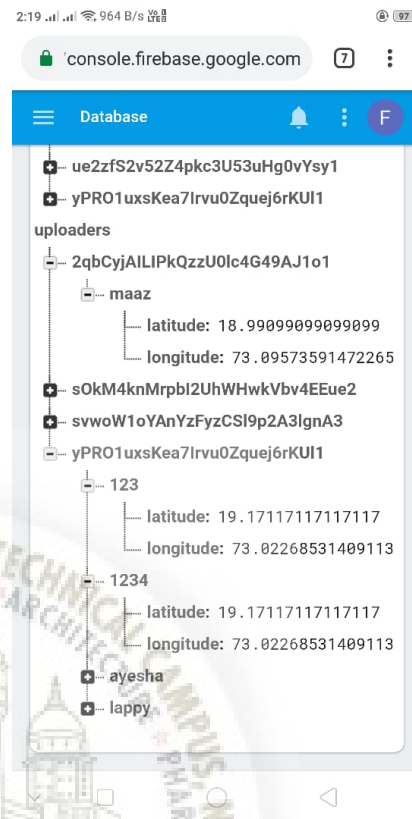 2:19 964 B/s Vo LTE 97
'console.firebase.google.com 7
Database F
ue2zfS2v52Z4pkc3U53uHg0vYsy1
yPRO1uxsKea7Irvu0Zquej6rKUl1
uploaders
2qbCyjAILIPkQzzU0lc4G49AJ1o1
maaz
latitude: 18.99099099099099
longitude: 73.09573591472265
sOkM4knMrpbI2UhWHwkVbv4EEue2
svwoW1oYAnYzFyzCSl9p2A3lgnA3
yPRO1uxsKea7Irvu0Zquej6rKUl1
123
latitude: 19.17117117117117
longitude: 73.02268531409113
1234
latitude: 19.17117117117117
longitude: 73.02268531409113
ayesha
lappy